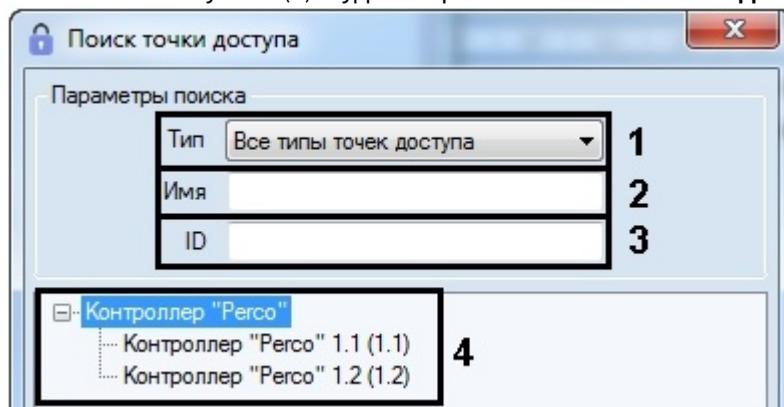 Поиск точки доступа
Параметры поиска
Тип Все типы точек доступа 1
Имя 2
ID 3
Контроллер "Perco"
Контроллер "Perco" 1.1 (1.1)
Контроллер "Perco" 1.2 (1.2)
4